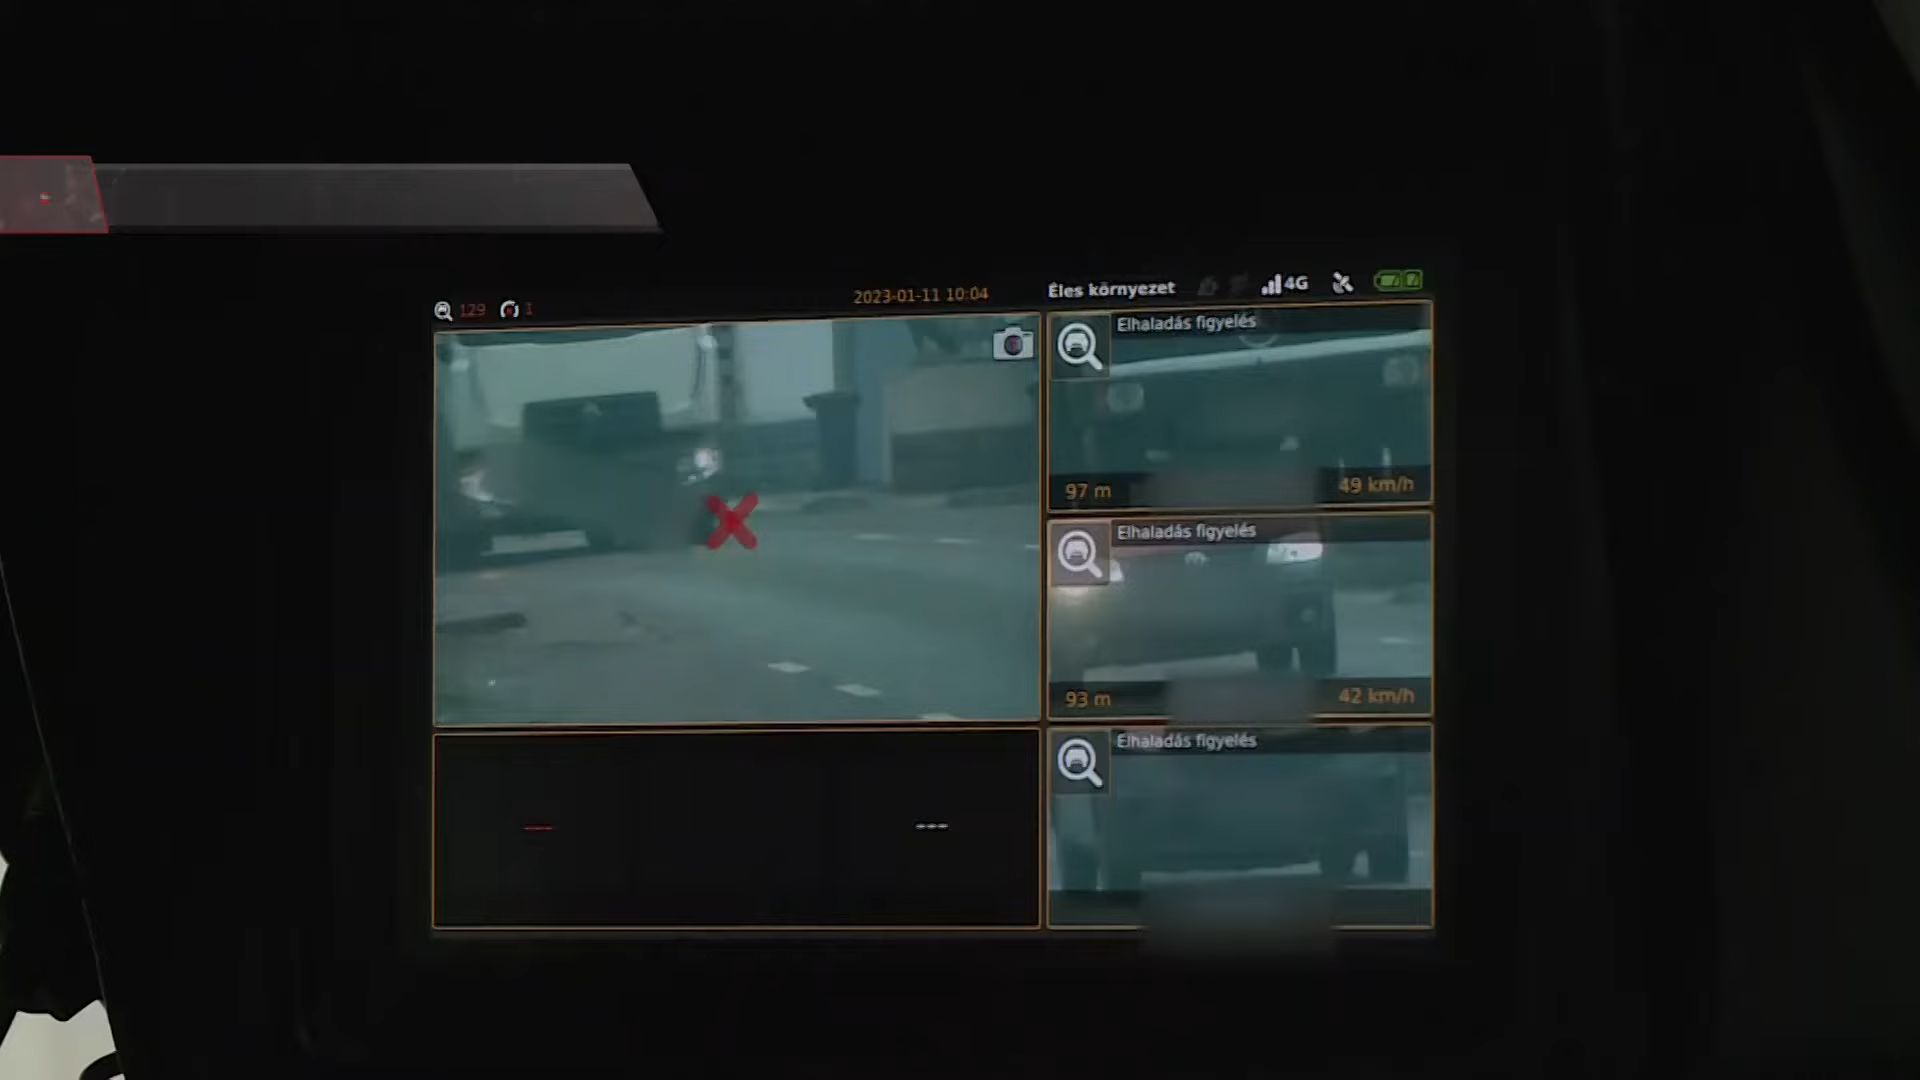 129 1
2023-01-11 10:04
Éles környezet 4G
Elhaladás figyelés
97 m 49 km/h
Elhaladás figyelés
93 m 42 km/h
Elhaladás figyelés
--- ---